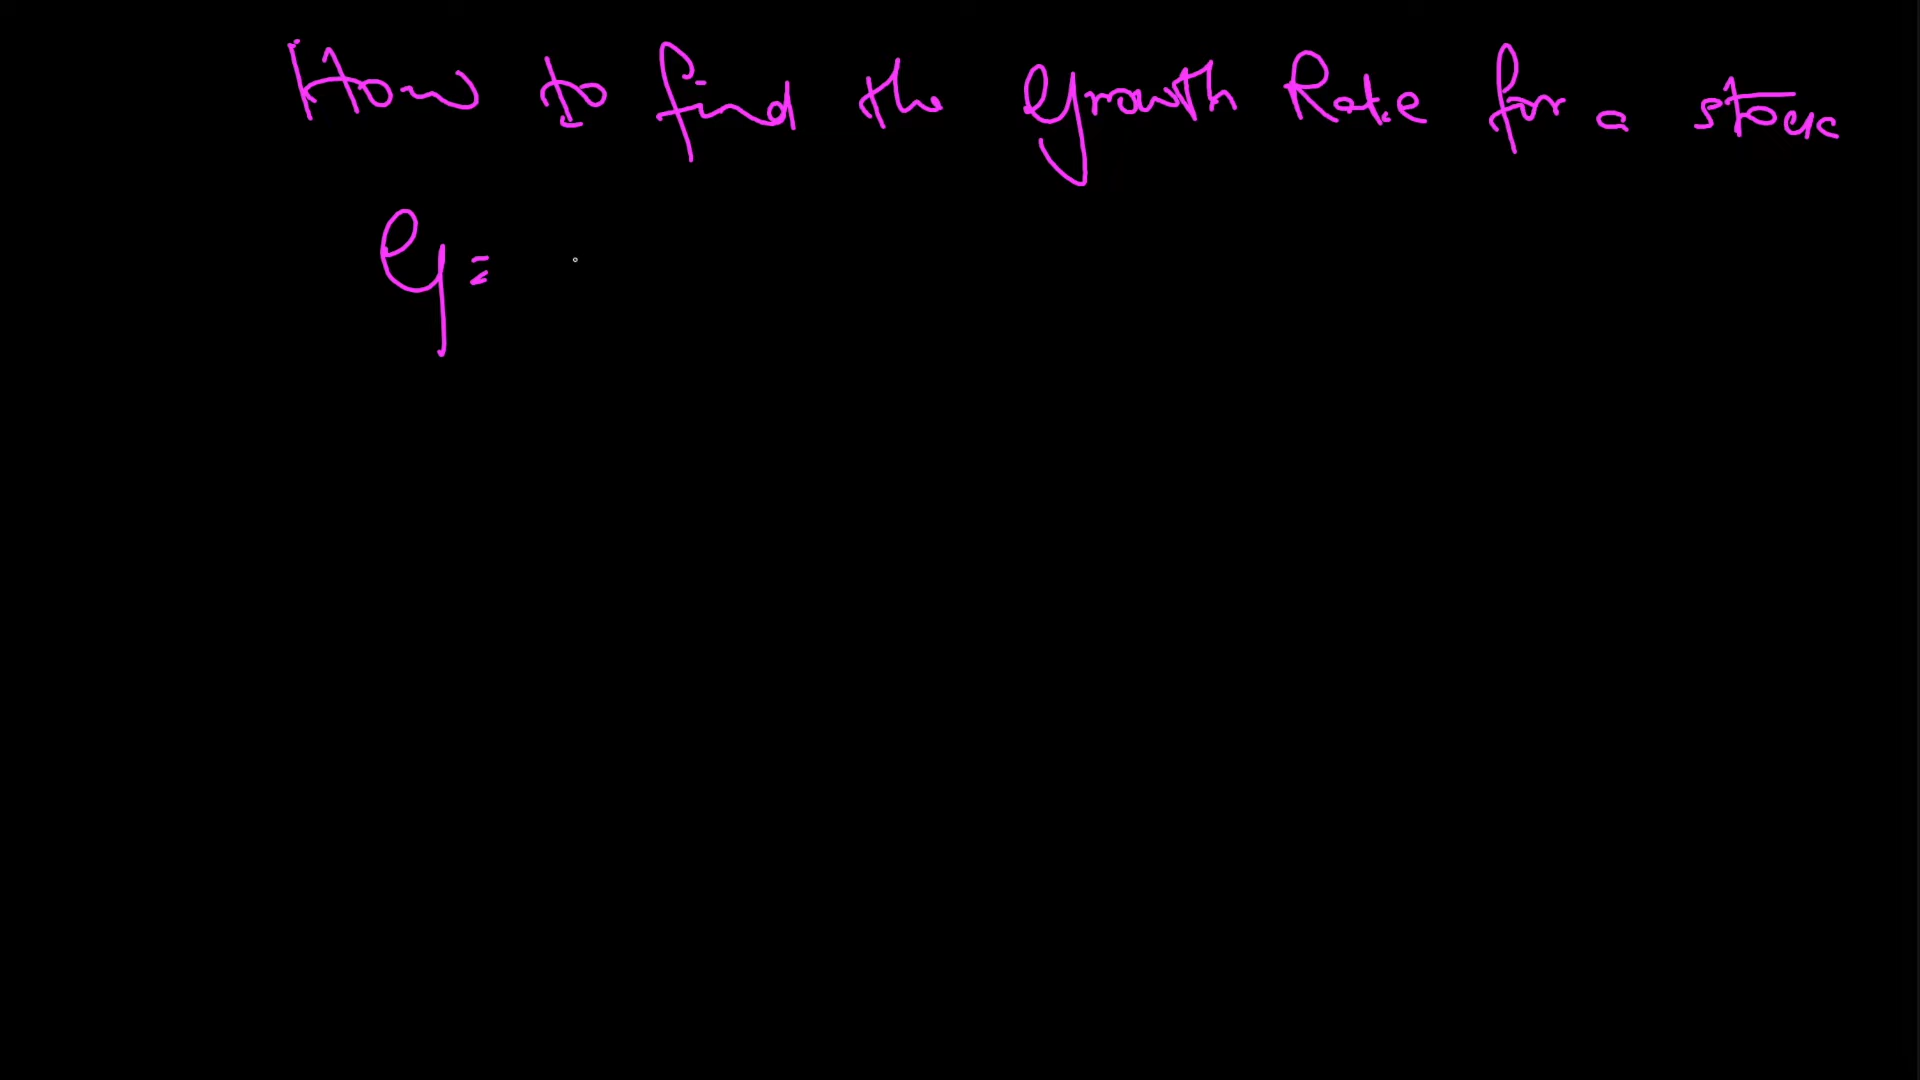 How to find the Growth Rate for a stock
G =